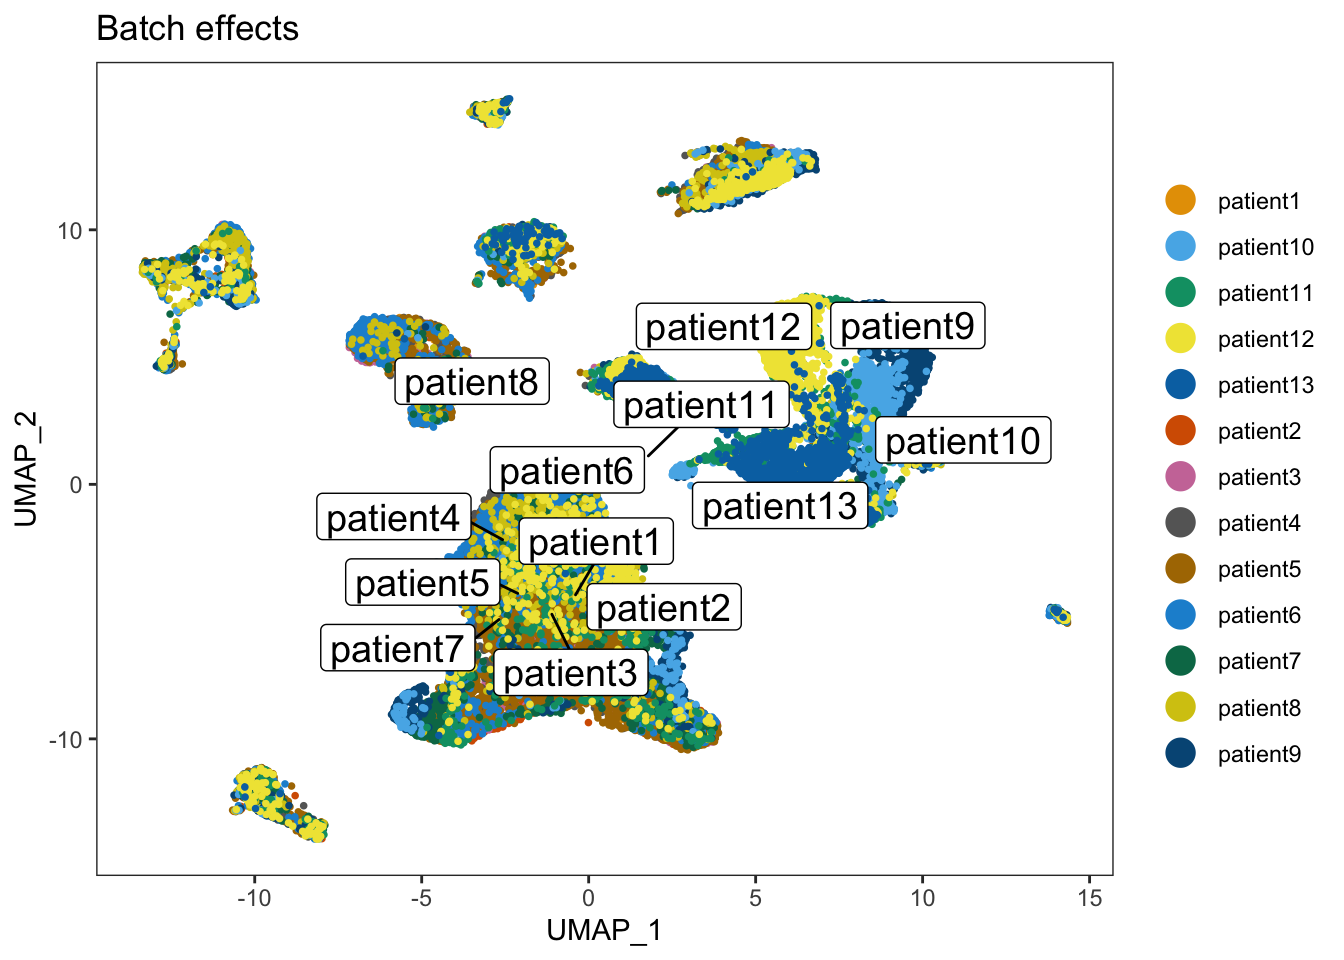 Batch effects
UMAP_2
10
0
-10
patient12
patient9
patient8
patient11
patient10
patient6
patient13
patient4
patient1
patient5
patient2
patient7
patient3
-10
-5
0
5
10
15
UMAP_1
patient1
patient10
patient11
patient12
patient13
patient2
patient3
patient4
patient5
patient6
patient7
patient8
patient9